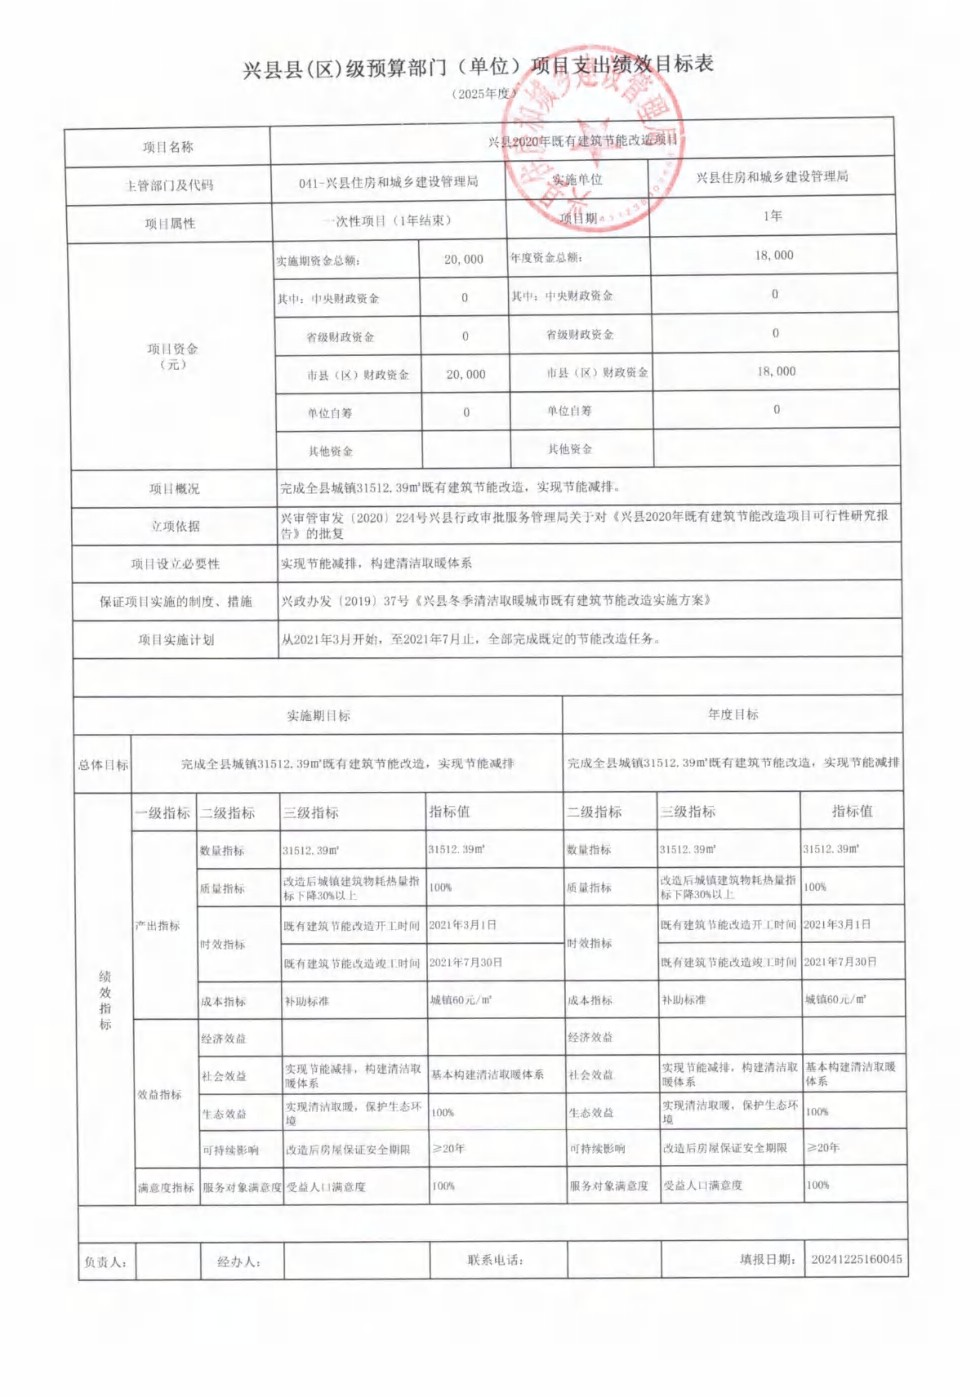 兴县县(区)级预算部门（单位）项目支出绩效目标表
（2025年度）
项目名称 兴县2020年既有建筑节能改造项目
主管部门及代码 041-兴县住房和城乡建设管理局 实施单位 兴县住房和城乡建设管理局
项目属性 一次性项目（1年结束） 项目期 1年
项目资金
（元）
实施期资金总额： 20,000 年度资金总额： 18,000
其中：中央财政资金 0 其中：中央财政资金 0
省级财政资金 0 省级财政资金 0
市县（区）财政资金 20,000 市县（区）财政资金 18,000
单位自筹 0 单位自筹 0
其他资金 其他资金
项目概况 完成全县城镇31512.39㎡既有建筑节能改造，实现节能减排。
立项依据 兴审管审发〔2020〕224号兴县行政审批服务管理局关于对《兴县2020年既有建筑节能改造项目可行性研究报
告》的批复
项目设立必要性 实现节能减排，构建清洁取暖体系
保证项目实施的制度、措施 兴政办发〔2019〕37号《兴县冬季清洁取暖城市既有建筑节能改造实施方案》
项目实施计划 从2021年3月开始，至2021年7月止，全部完成既定的节能改造任务。
实施期目标 年度目标
总体目标 完成全县城镇31512.39㎡既有建筑节能改造，实现节能减排 完成全县城镇31512.39㎡既有建筑节能改造，实现节能减排
绩效指标
一级指标 二级指标 三级指标 指标值 二级指标 三级指标 指标值
产出指标
数量指标 31512.39㎡ 31512.39㎡ 数量指标 31512.39㎡ 31512.39㎡
质量指标 改造后城镇建筑物耗热量指
标下降30%以上 100% 质量指标 改造后城镇建筑物耗热量指
标下降30%以上 100%
时效指标 既有建筑节能改造开工时间 2021年3月1日 时效指标 既有建筑节能改造开工时间 2021年3月1日
既有建筑节能改造竣工时间 2021年7月30日 既有建筑节能改造竣工时间 2021年7月30日
成本指标 补助标准 城镇60元/㎡ 成本指标 补助标准 城镇60元/㎡
效益指标
经济效益 经济效益
社会效益 实现节能减排，构建清洁取
暖体系 基本构建清洁取暖体系 社会效益 实现节能减排，构建清洁取
暖体系 基本构建清洁取暖
体系
生态效益 实现清洁取暖，保护生态环
境 100% 生态效益 实现清洁取暖，保护生态环
境 100%
可持续影响 改造后房屋保证安全期限 ≥20年 可持续影响 改造后房屋保证安全期限 ≥20年
满意度指标 服务对象满意度 受益人口满意度 100% 服务对象满意度 受益人口满意度 100%
负责人： 经办人： 联系电话： 填报日期： 20241225160045